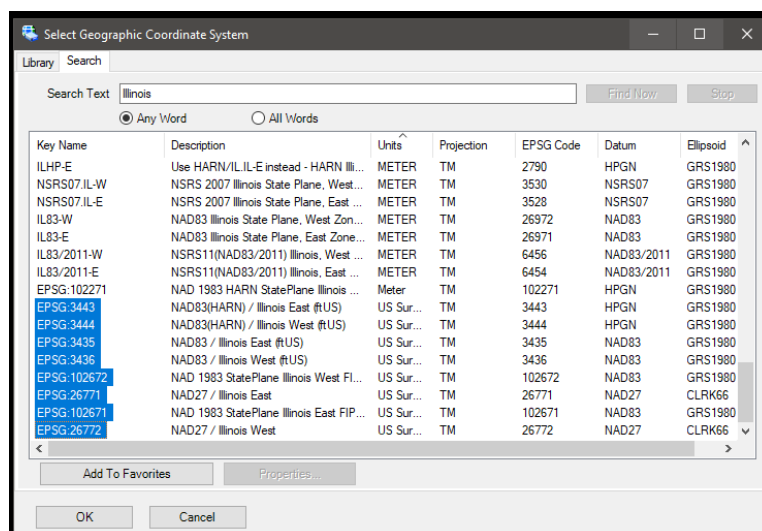 Select Geographic Coordinate System
Library Search
Search Text Illinois Find Now Stop
Any Word All Words
Key Name Description Units Projection EPSG Code Datum Ellipsoid
ILHP-E Use HARN/IL.IL-E instead - HARN Illi... METER TM 2790 HPGN GRS1980
NSRS07.IL-W NSRS 2007 Illinois State Plane, West... METER TM 3530 NSRS07 GRS1980
NSRS07.IL-E NSRS 2007 Illinois State Plane, East ... METER TM 3528 NSRS07 GRS1980
IL83-W NAD83 Illinois State Plane, West Zon... METER TM 26972 NAD83 GRS1980
IL83-E NAD83 Illinois State Plane, East Zone... METER TM 26971 NAD83 GRS1980
IL83/2011-W NSRS11(NAD83/2011) Illinois, West ... METER TM 6456 NAD83/2011 GRS1980
IL83/2011-E NSRS11(NAD83/2011) Illinois, East ... METER TM 6454 NAD83/2011 GRS1980
EPSG:102271 NAD 1983 HARN StatePlane Illinois ... Meter TM 102271 HPGN GRS1980
EPSG:3443 NAD83(HARN) / Illinois East (ftUS) US Sur... TM 3443 HPGN GRS1980
EPSG:3444 NAD83(HARN) / Illinois West (ftUS) US Sur... TM 3444 HPGN GRS1980
EPSG:3435 NAD83 / Illinois East (ftUS) US Sur... TM 3435 NAD83 GRS1980
EPSG:3436 NAD83 / Illinois West (ftUS) US Sur... TM 3436 NAD83 GRS1980
EPSG:102672 NAD 1983 StatePlane Illinois West FI... US Sur... TM 102672 NAD83 GRS1980
EPSG:26771 NAD27 / Illinois East US Sur... TM 26771 NAD27 CLRK66
EPSG:102671 NAD 1983 StatePlane Illinois East FIP... US Sur... TM 102671 NAD83 GRS1980
EPSG:26772 NAD27 / Illinois West US Sur... TM 26772 NAD27 CLRK66
Add To Favorites Properties...
OK Cancel